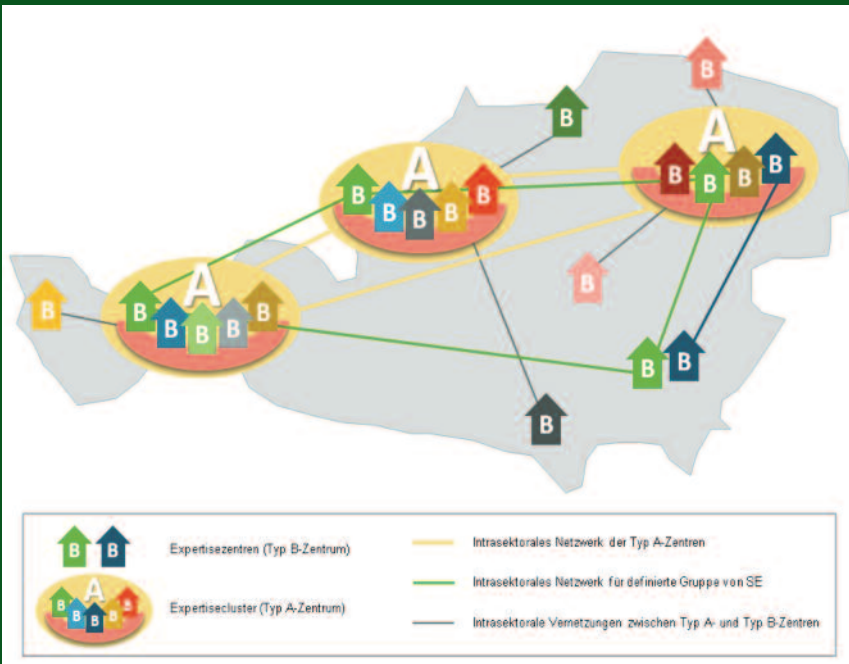 B
B
A
B B B B
A
B B B B B
B
A
B
B B B B B
B B
B
B B Expertisezentren (Typ B-Zentrum)
A
B B B B B
Expertisecluster (Typ A-Zentrum)
Intrasektorales Netzwerk der Typ A-Zentren
Intrasektorales Netzwerk für definierte Gruppe von SE
Intrasektorale Vernetzungen zwischen Typ A- und Typ B-Zentren